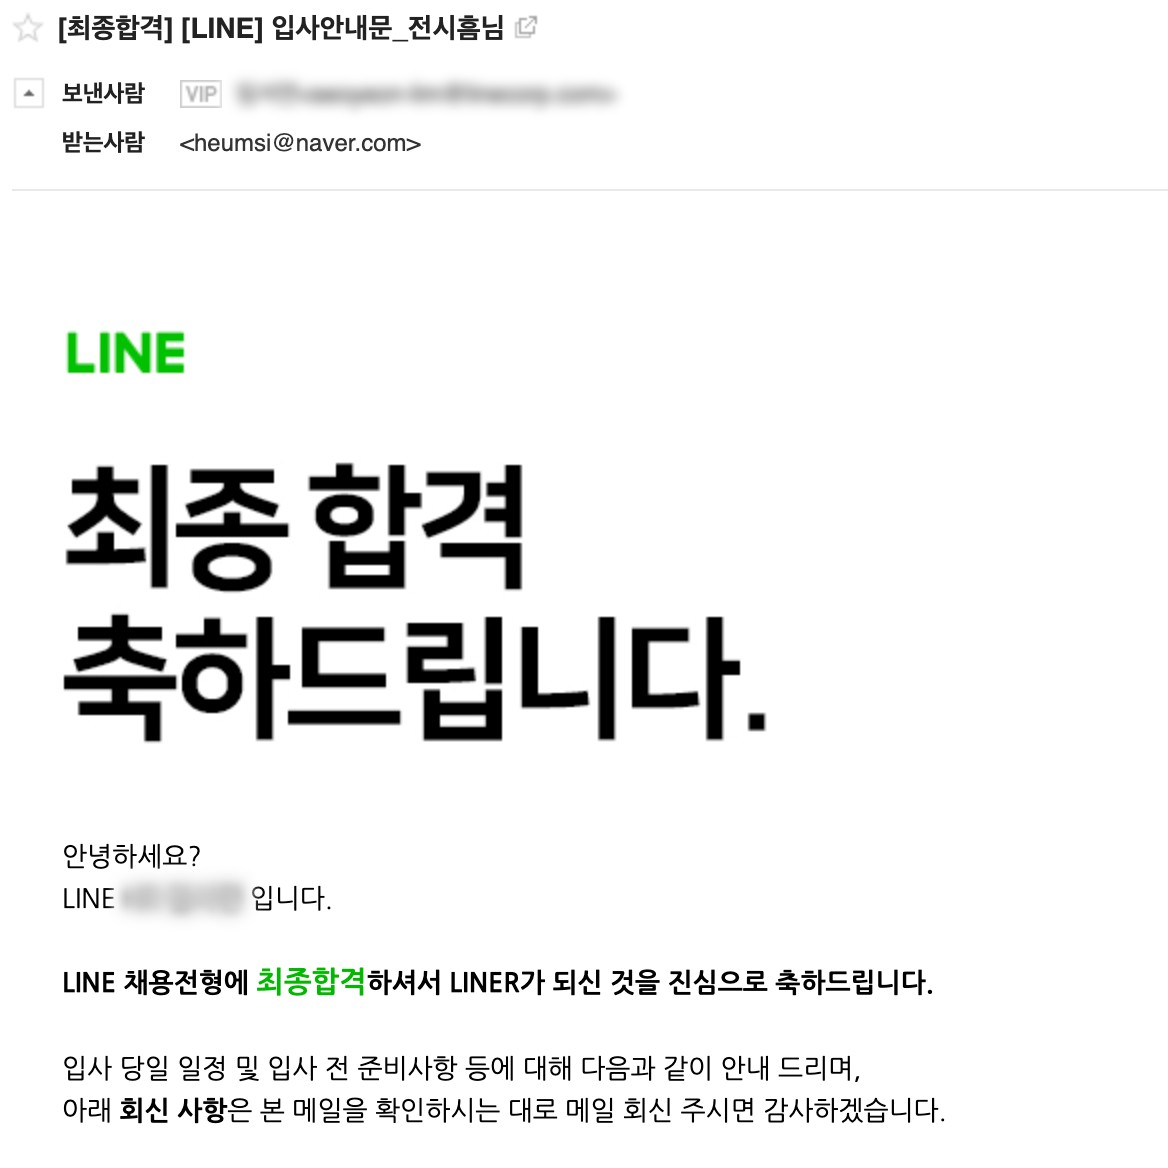 [최종합격] [LINE] 입사안내문_전시흠님
보낸사람 VIP
받는사람 <heumsi@naver.com>
LINE
최종 합격
축하드립니다.
안녕하세요?
LINE 입니다.
LINE 채용전형에 최종합격하셔서 LINER가 되신 것을 진심으로 축하드립니다.
입사 당일 일정 및 입사 전 준비사항 등에 대해 다음과 같이 안내 드리며,
아래 회신 사항은 본 메일을 확인하시는 대로 메일 회신 주시면 감사하겠습니다.